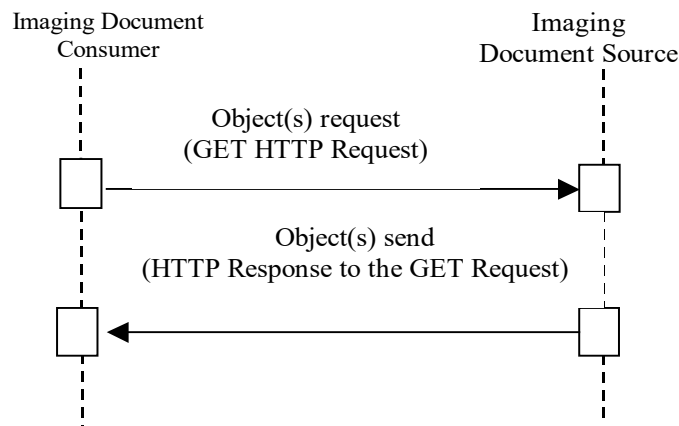 Imaging Document
Consumer
Imaging
Document Source
Object(s) request
(GET HTTP Request)
Object(s) send
(HTTP Response to the GET Request)